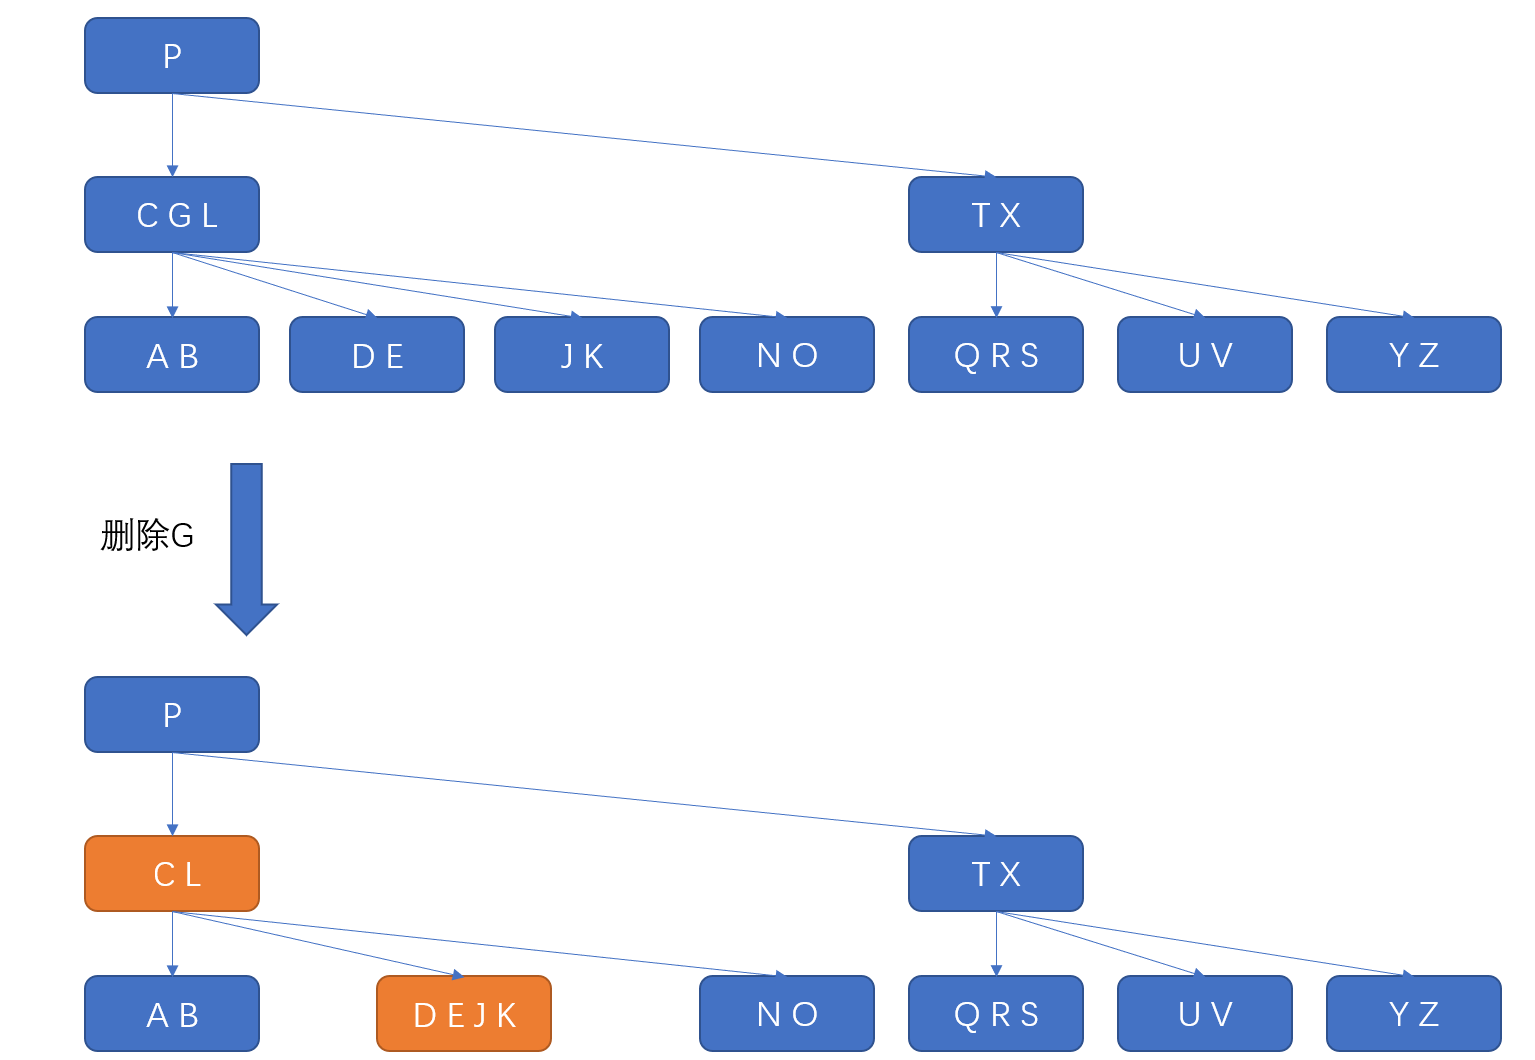 P
C G L
T X
A B
D E
J K
N O
Q R S
U V
Y Z
删除G
P
C L
T X
A B
D E J K
N O
Q R S
U V
Y Z